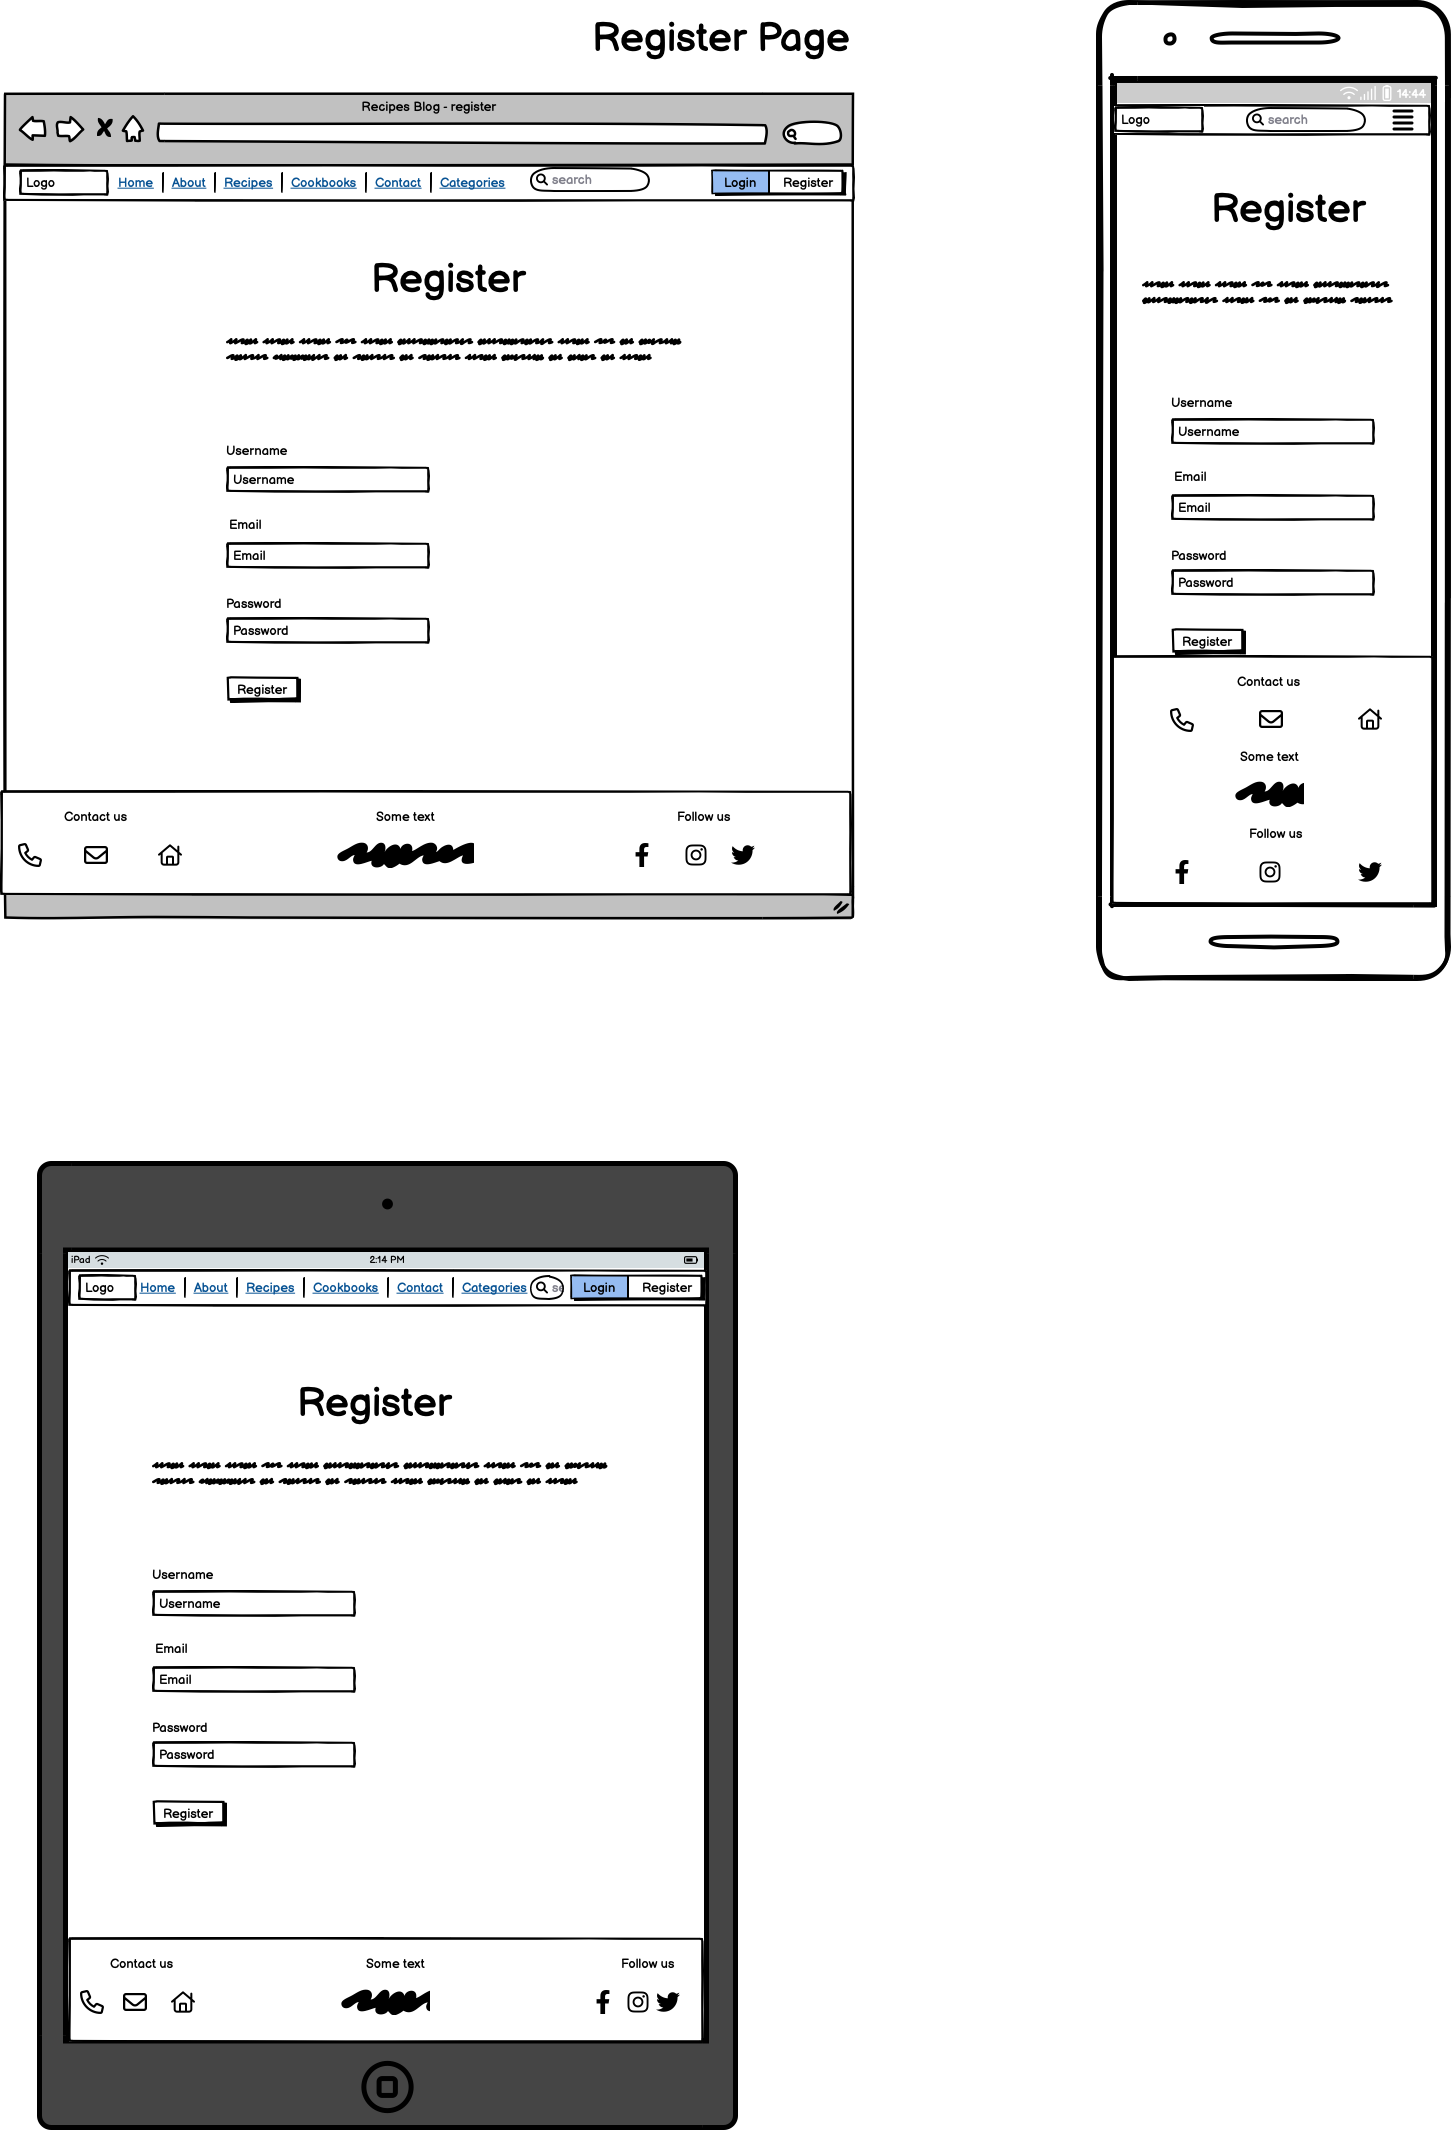 Register Page
Recipes Blog - register
Logo Home About Recipes Cookbooks Contact Categories search Login Register
Register
Username
Username
Email
Email
Password
Password
Register
Contact us Some text Follow us
14:44
Logo search
Register
Username
Username
Email
Email
Password
Password
Register
Contact us
Some text
Follow us
iPad 2:14 PM
Logo Home About Recipes Cookbooks Contact Categories se Login Register
Register
Username
Username
Email
Email
Password
Password
Register
Contact us Some text Follow us